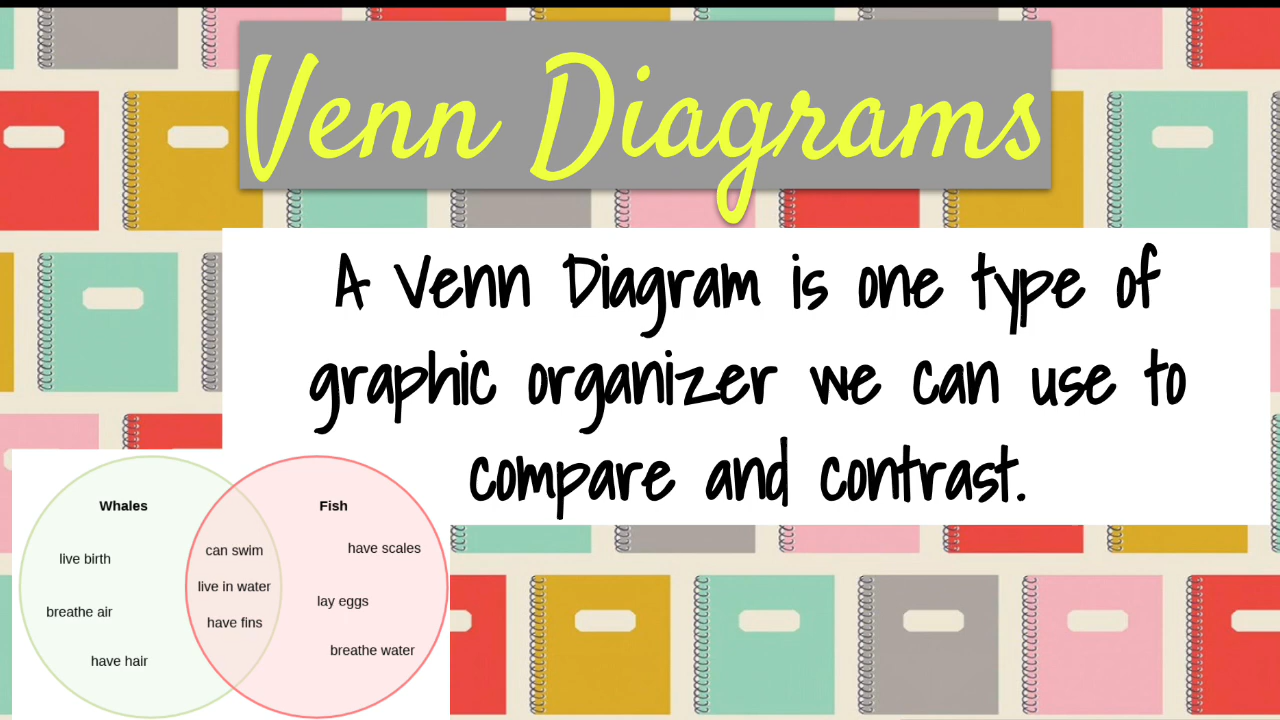 Venn Diagrams
A Venn Diagram is one type of
graphic organizer we can use to
compare and contrast.
Whales
live birth
breathe air
have hair
can swim
live in water
have fins
Fish
have scales
lay eggs
breathe water